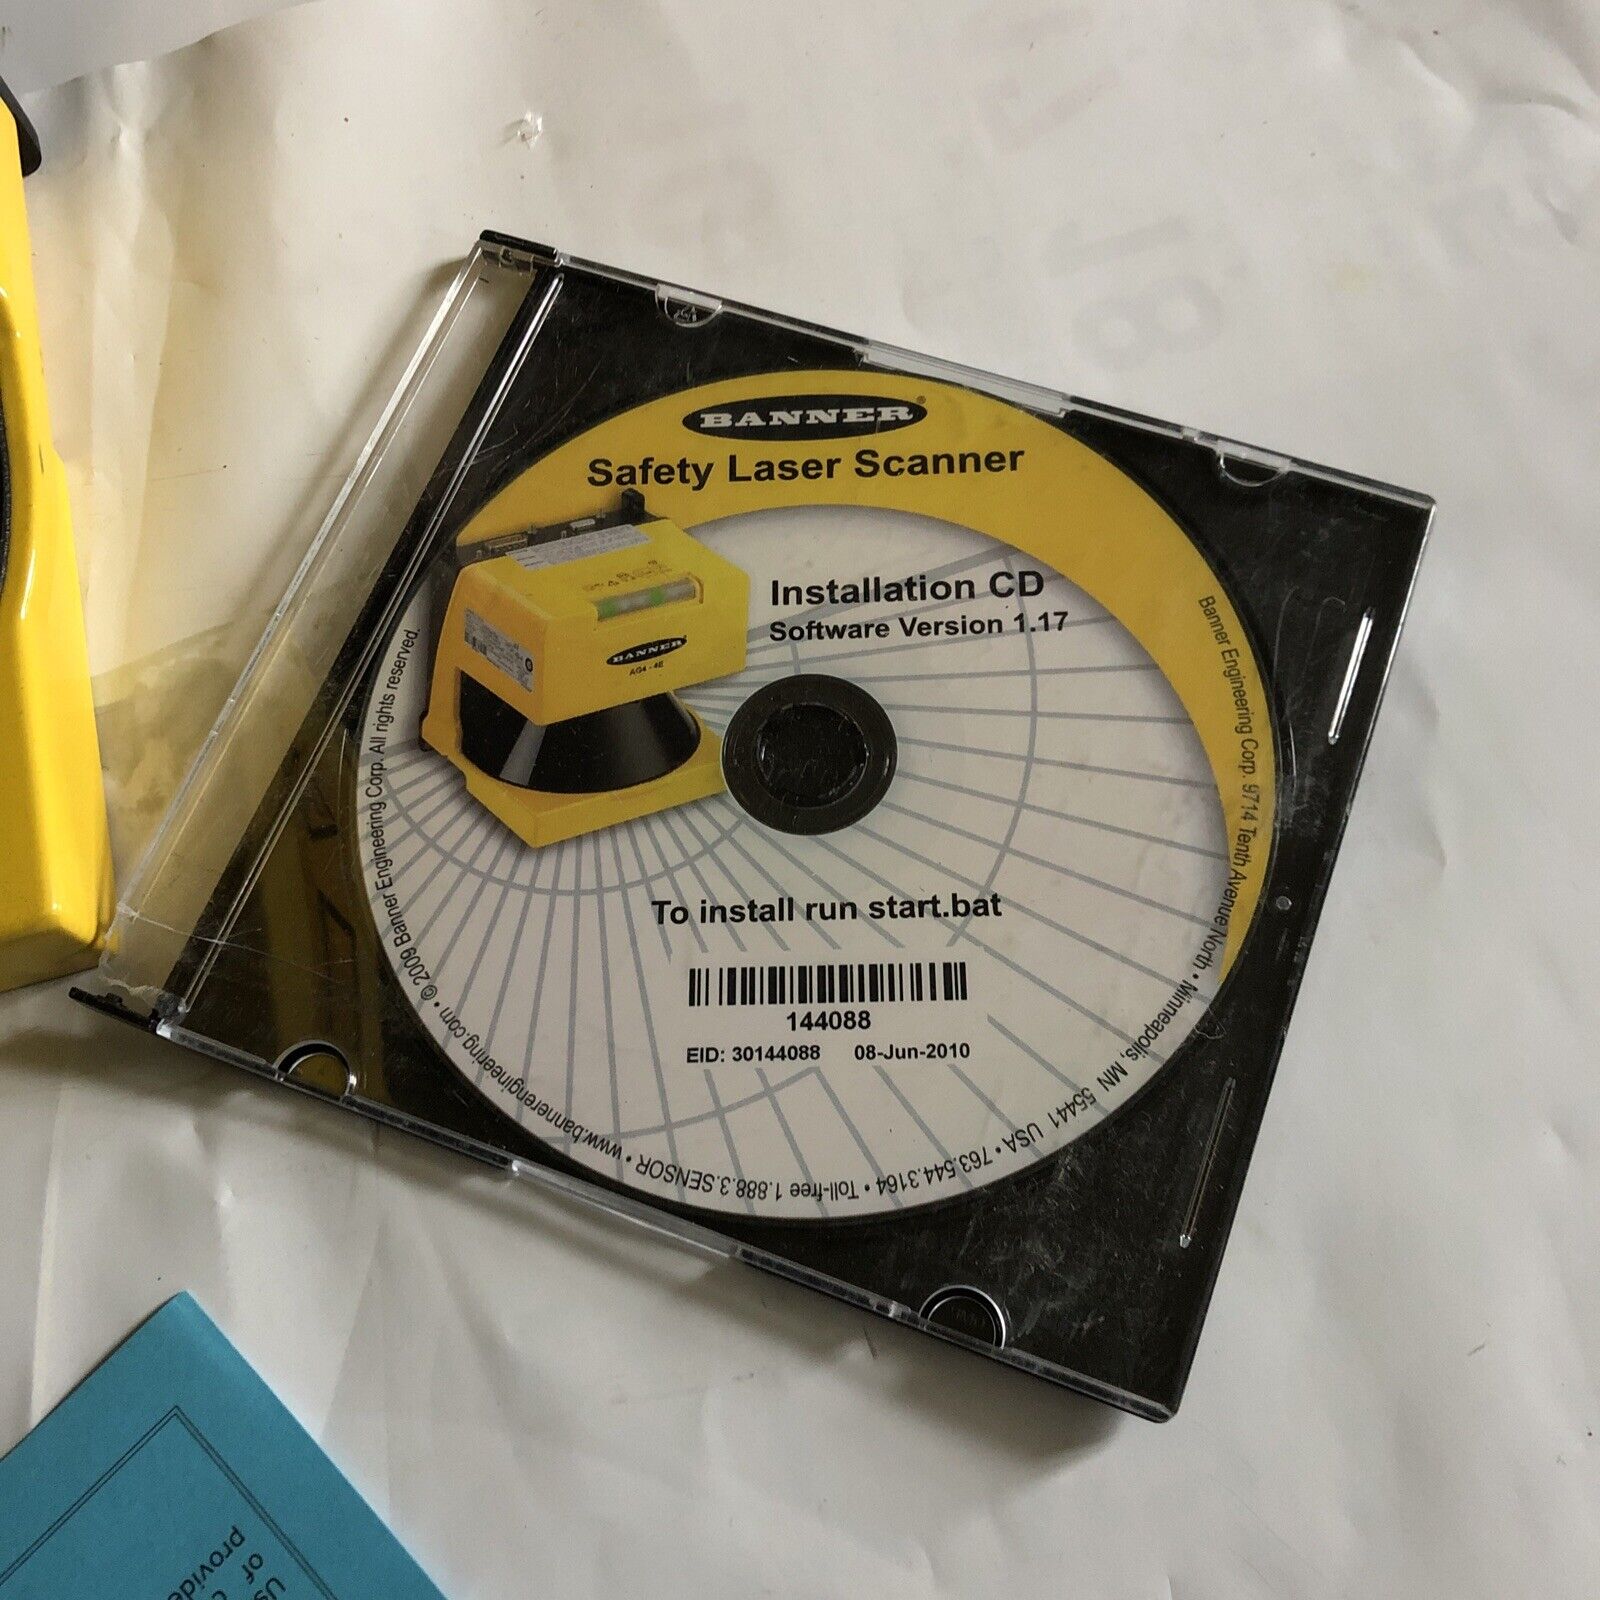 BANNER®
Safety Laser Scanner
Installation CD
Software Version 1.17
BANNER
AG4 - 4E
To install run start.bat
144088
EID: 30144088 08-Jun-2010
Banner Engineering Corp. 9714 Tenth Avenue North • Minneapolis, MN 55441 USA • 763.544.3164 • Toll-free 1.888.3.SENSOR • www.bannerengineering.com • © 2009 Banner Engineering Corp. All rights reserved.
of